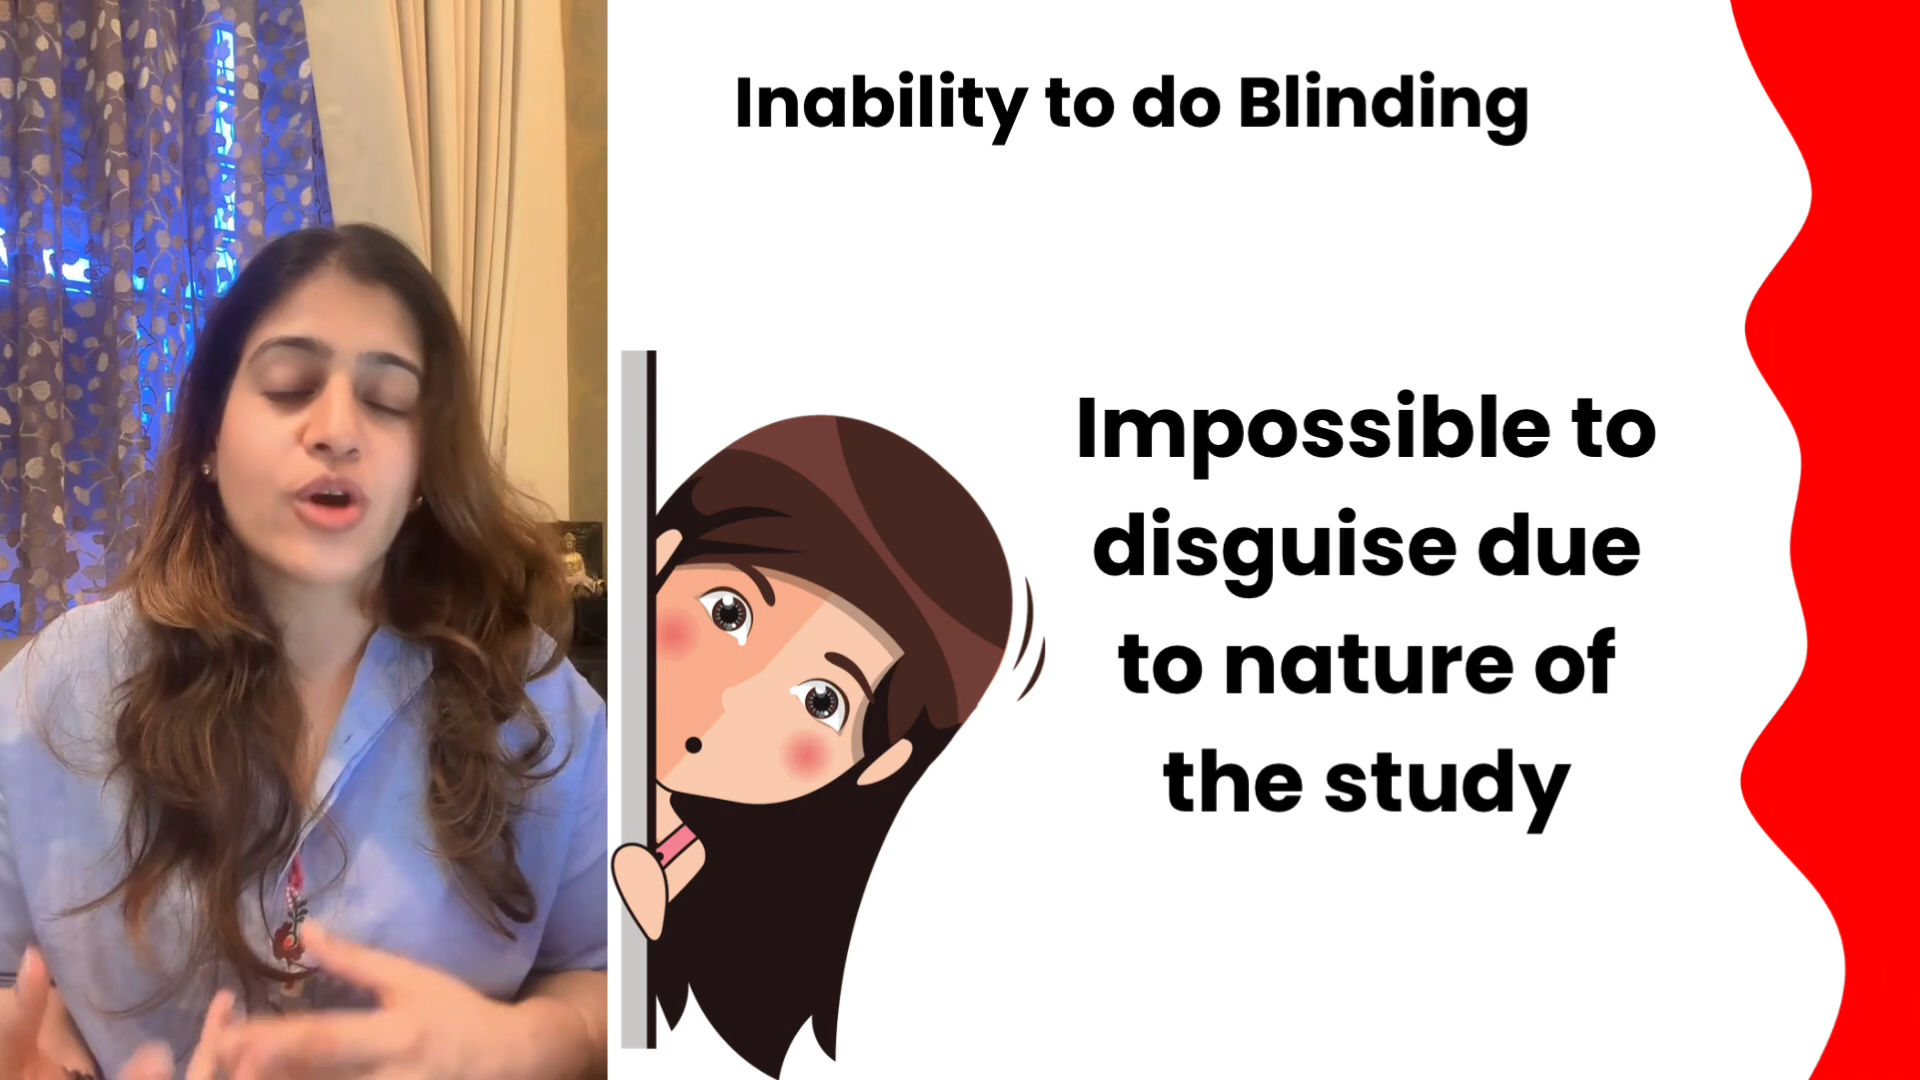 Inability to do Blinding
Impossible to
disguise due
to nature of
the study